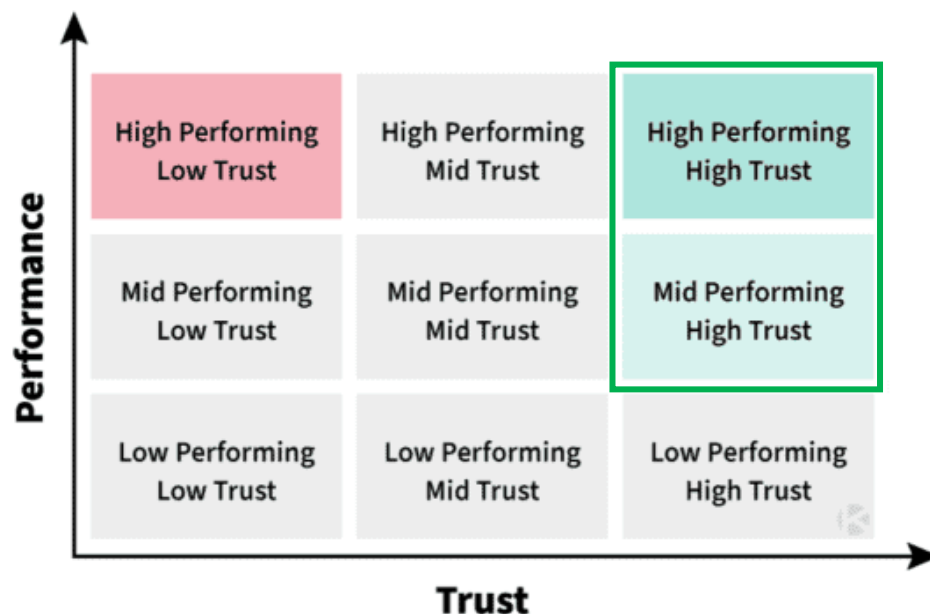 High Performing
Low Trust
High Performing
Mid Trust
High Performing
High Trust
Mid Performing
Low Trust
Mid Performing
Mid Trust
Mid Performing
High Trust
Low Performing
Low Trust
Low Performing
Mid Trust
Low Performing
High Trust
Performance
Trust